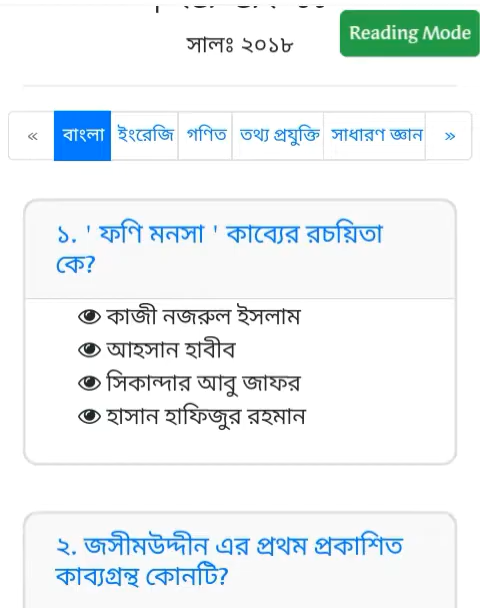 সালঃ ২০১৮
Reading Mode
« বাংলা ইংরেজি গণিত তথ্য প্রযুক্তি সাধারণ জ্ঞান »
১. ' ফণি মনসা ' কাব্যের রচয়িতা
কে?
কাজী নজরুল ইসলাম
আহসান হাবীব
সিকান্দার আবু জাফর
হাসান হাফিজুর রহমান
২. জসীমউদ্দীন এর প্রথম প্রকাশিত
কাব্যগ্রন্থ কোনটি?